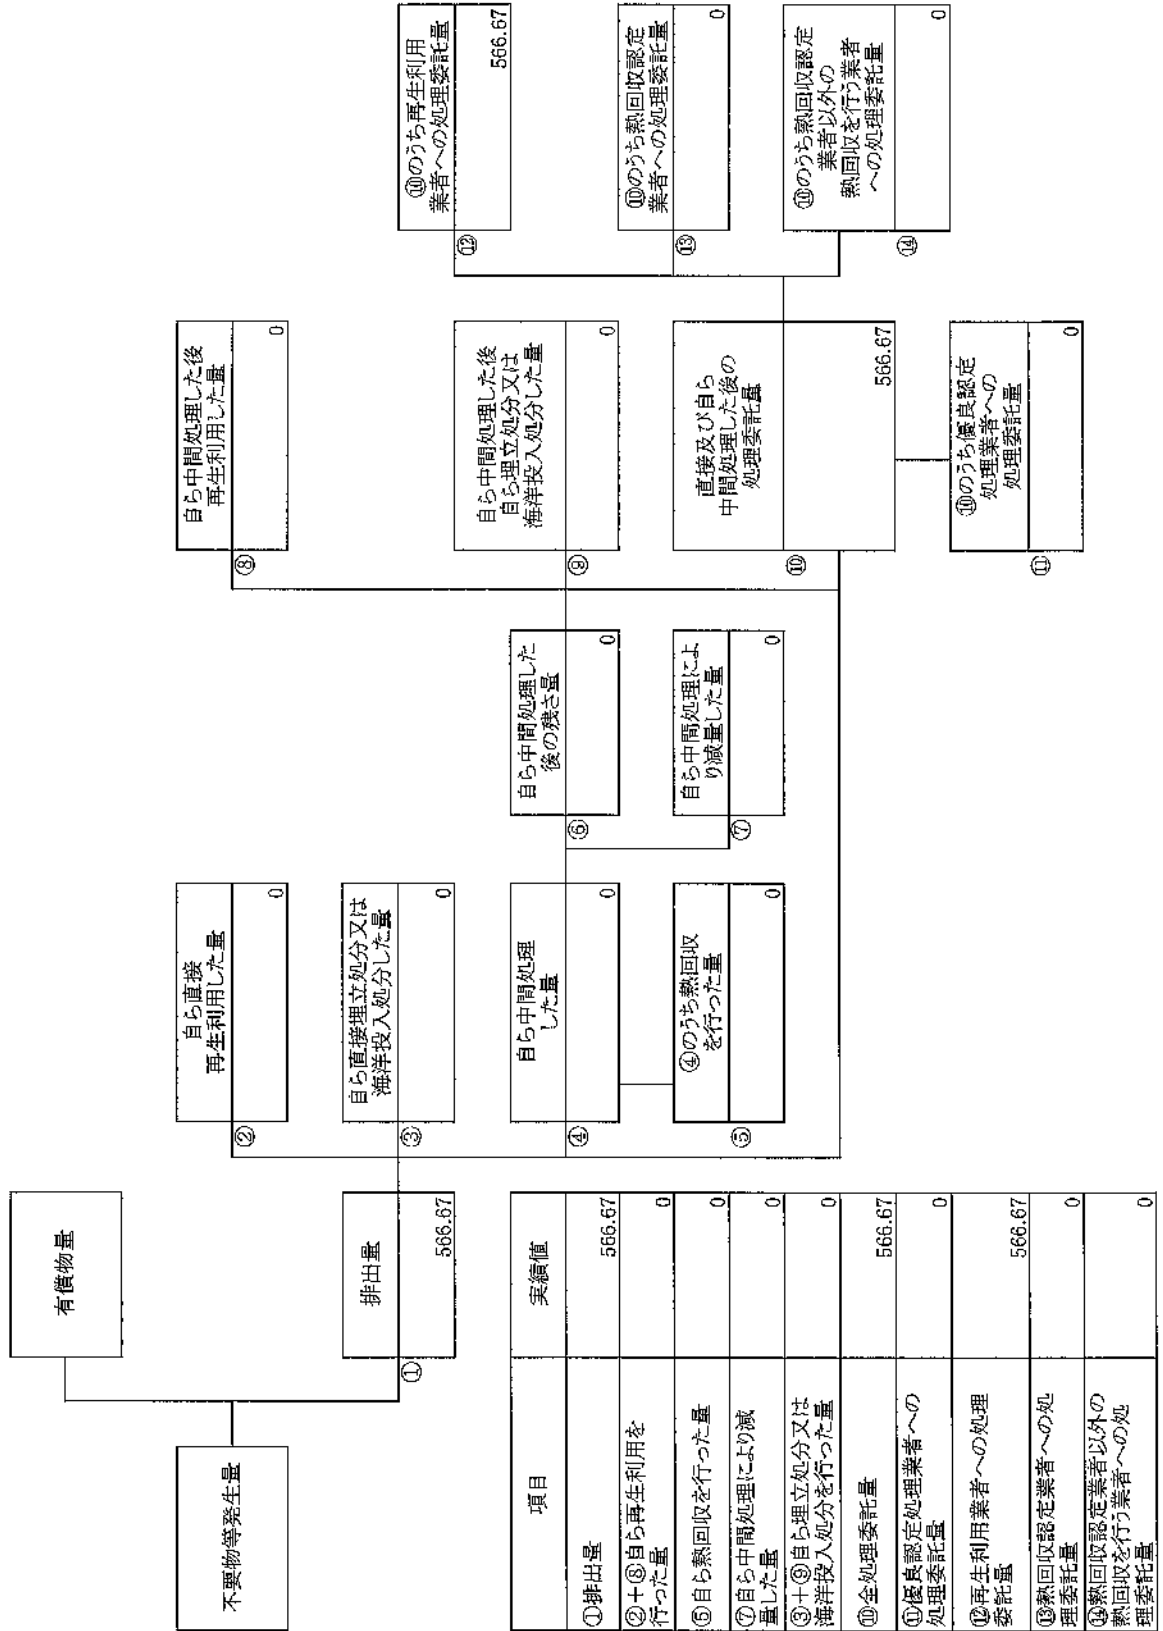 有償物量
不要物等発生量
排出量
①
566.67
自ら直接
再生利用した量
②
0
自ら直接埋立処分又は
海洋投入処分した量
③
0
自ら中間処理
した量
④
0
④のうち熱回収
を行った量
⑤
0
自ら中間処理した
後の残さ量
⑥
0
自ら中間処理によ
り減量した量
⑦
0
自ら中間処理した後
再生利用した量
⑧
0
自ら中間処理した後
自ら埋立処分又は
海洋投入処分した量
⑨
0
直接及び自ら
中間処理した後の
処理委託量
⑩
566.67
⑩のうち優良認定
処理業者への
処理委託量
⑪
0
⑩のうち再生利用
業者への処理委託量
⑫
566.67
⑩のうち熱回収認定
業者への処理委託量
⑬
0
⑩のうち熱回収認定
業者以外の
熱回収を行う業者
への処理委託量
⑭
0
項目 実績値
①排出量 566.67
②＋⑧自ら再生利用を
行った量 0
⑤自ら熱回収を行った量 0
⑦自ら中間処理により減
量した量 0
③＋⑨自ら埋立処分又は
海洋投入処分を行った量 0
⑩全処理委託量 566.67
⑪優良認定処理業者への
処理委託量 0
⑫再生利用業者への処理
委託量 566.67
⑬熱回収認定業者への処
理委託量 0
⑭熱回収認定業者以外の
熱回収を行う業者への処
理委託量 0